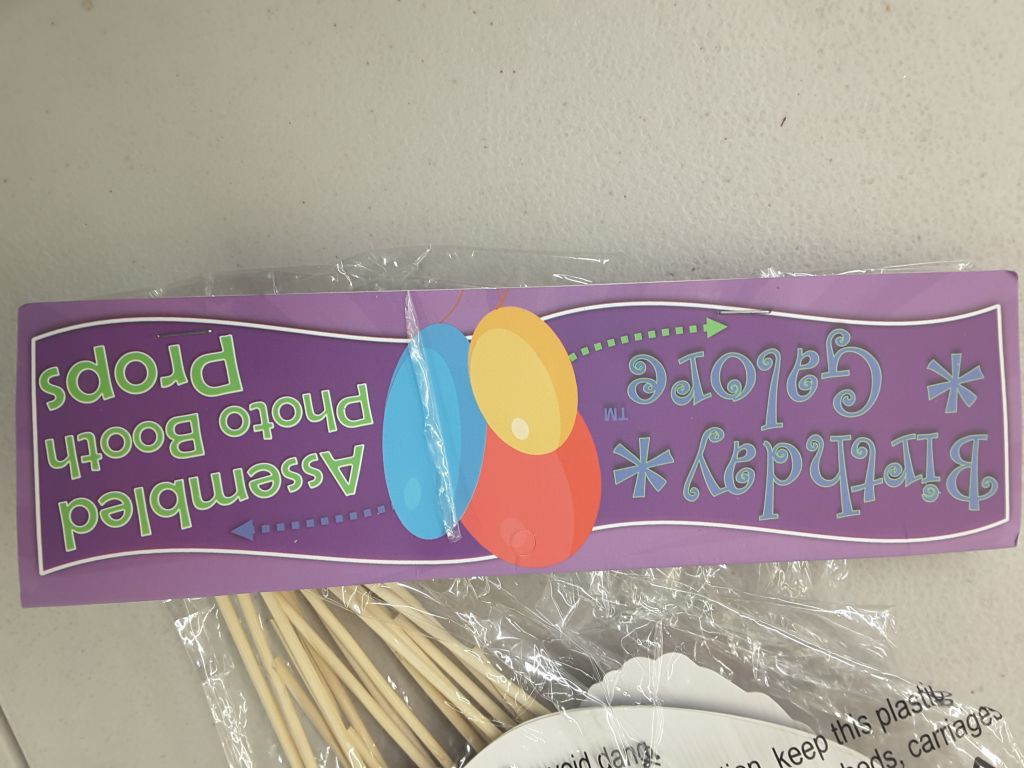 *Birthday*
Galore*
TM
Assembled
Photo Booth
Props
keep this plastic
carriages